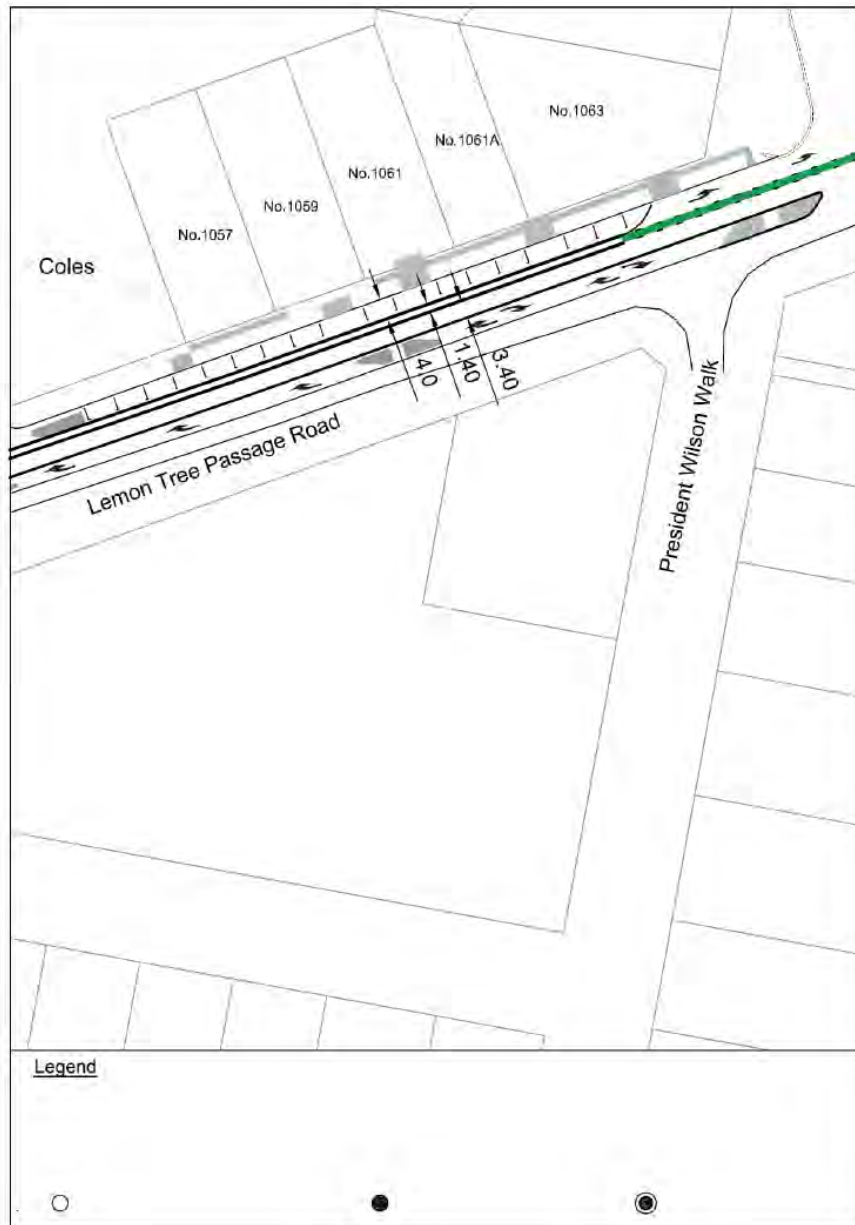 No.1063
No.1061A
No.1061
No.1059
No.1057
Coles
4.0
1.40
3.40
Lemon Tree Passage Road
President Wilson Walk
Legend